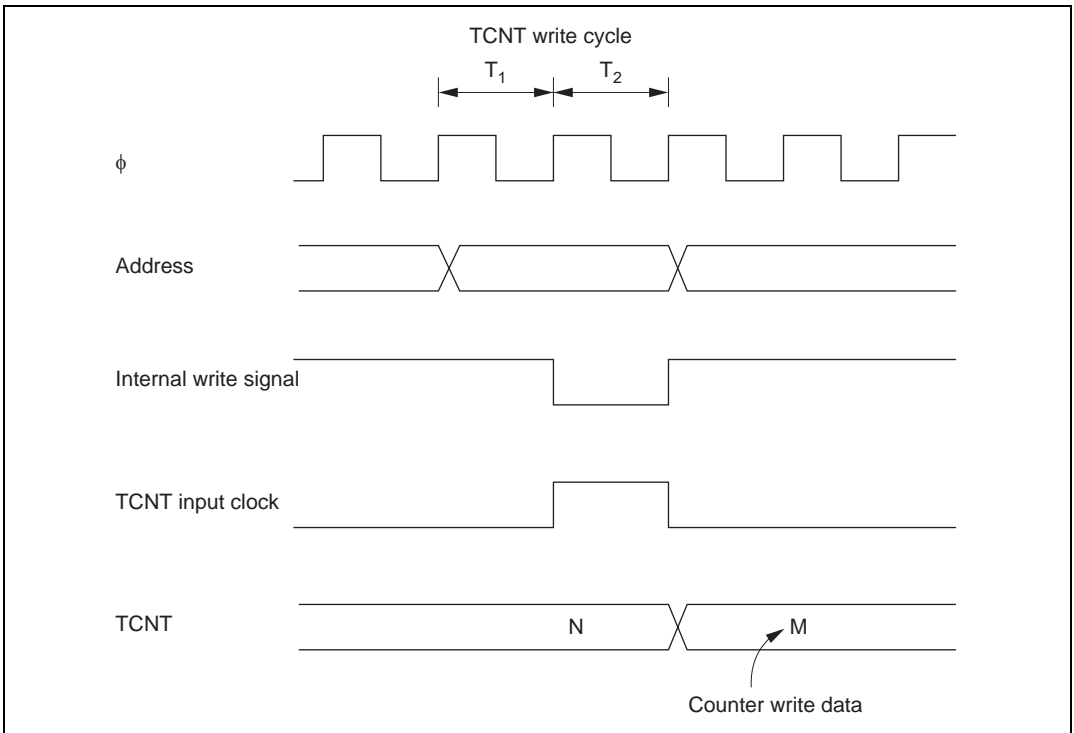 TCNT write cycle
T1 T2
ϕ
Address
Internal write signal
TCNT input clock
TCNT N M
Counter write data